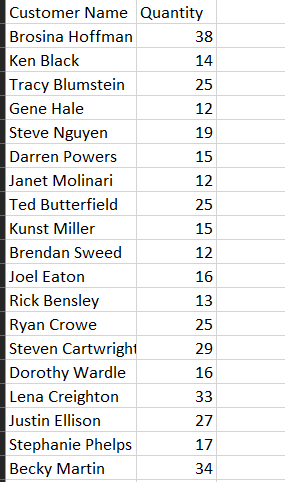 Customer Name Quantity
Brosina Hoffman 38
Ken Black 14
Tracy Blumstein 25
Gene Hale 12
Steve Nguyen 19
Darren Powers 15
Janet Molinari 12
Ted Butterfield 25
Kunst Miller 15
Brendan Sweed 12
Joel Eaton 16
Rick Bensley 13
Ryan Crowe 25
Steven Cartwright 29
Dorothy Wardle 16
Lena Creighton 33
Justin Ellison 27
Stephanie Phelps 17
Becky Martin 34